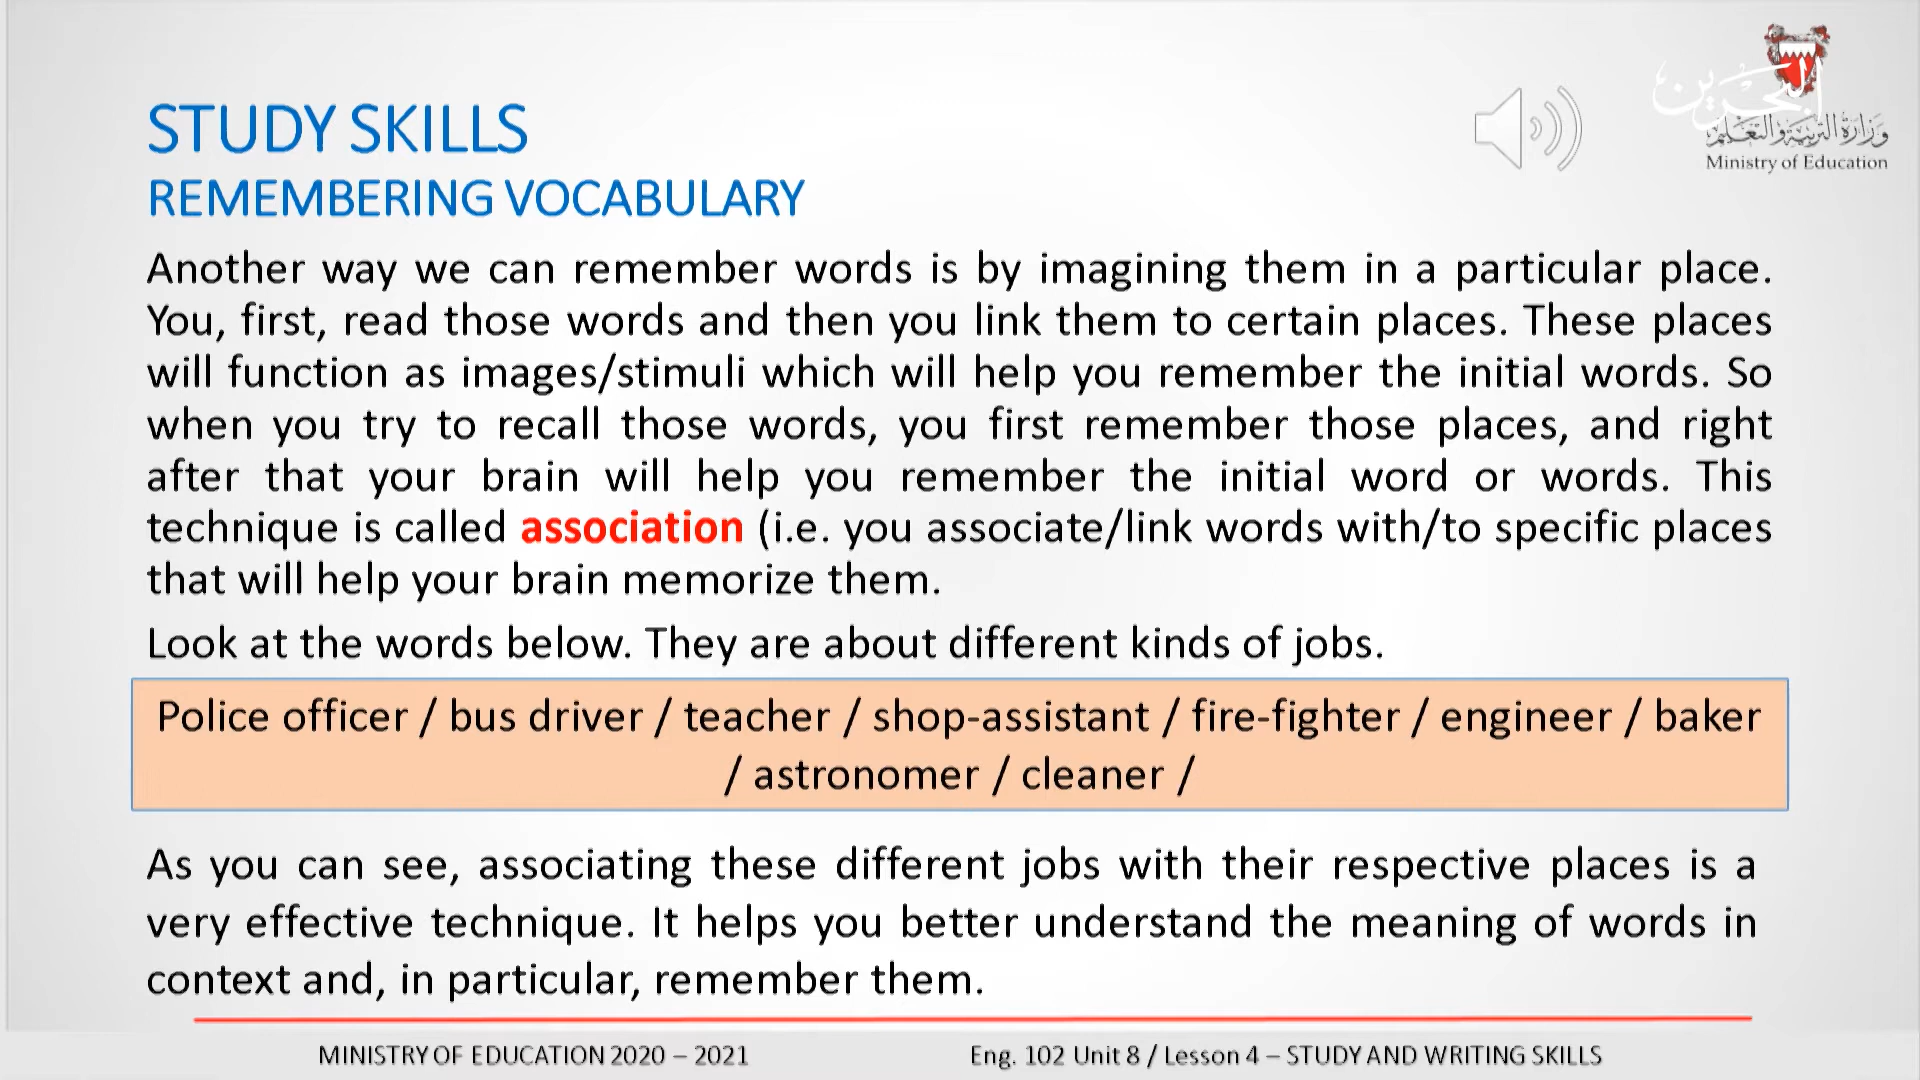 البحرين
وزارة التربية والتعليم
Ministry of Education
STUDY SKILLS
REMEMBERING VOCABULARY
Another way we can remember words is by imagining them in a particular place.
You, first, read those words and then you link them to certain places. These places
will function as images/stimuli which will help you remember the initial words. So
when you try to recall those words, you first remember those places, and right
after that your brain will help you remember the initial word or words. This
technique is called association (i.e. you associate/link words with/to specific places
that will help your brain memorize them.
Look at the words below. They are about different kinds of jobs.
Police officer / bus driver / teacher / shop-assistant / fire-fighter / engineer / baker
/ astronomer / cleaner /
As you can see, associating these different jobs with their respective places is a
very effective technique. It helps you better understand the meaning of words in
context and, in particular, remember them.
MINISTRY OF EDUCATION 2020 – 2021
Eng. 102 Unit 8 / Lesson 4 – STUDY AND WRITING SKILLS